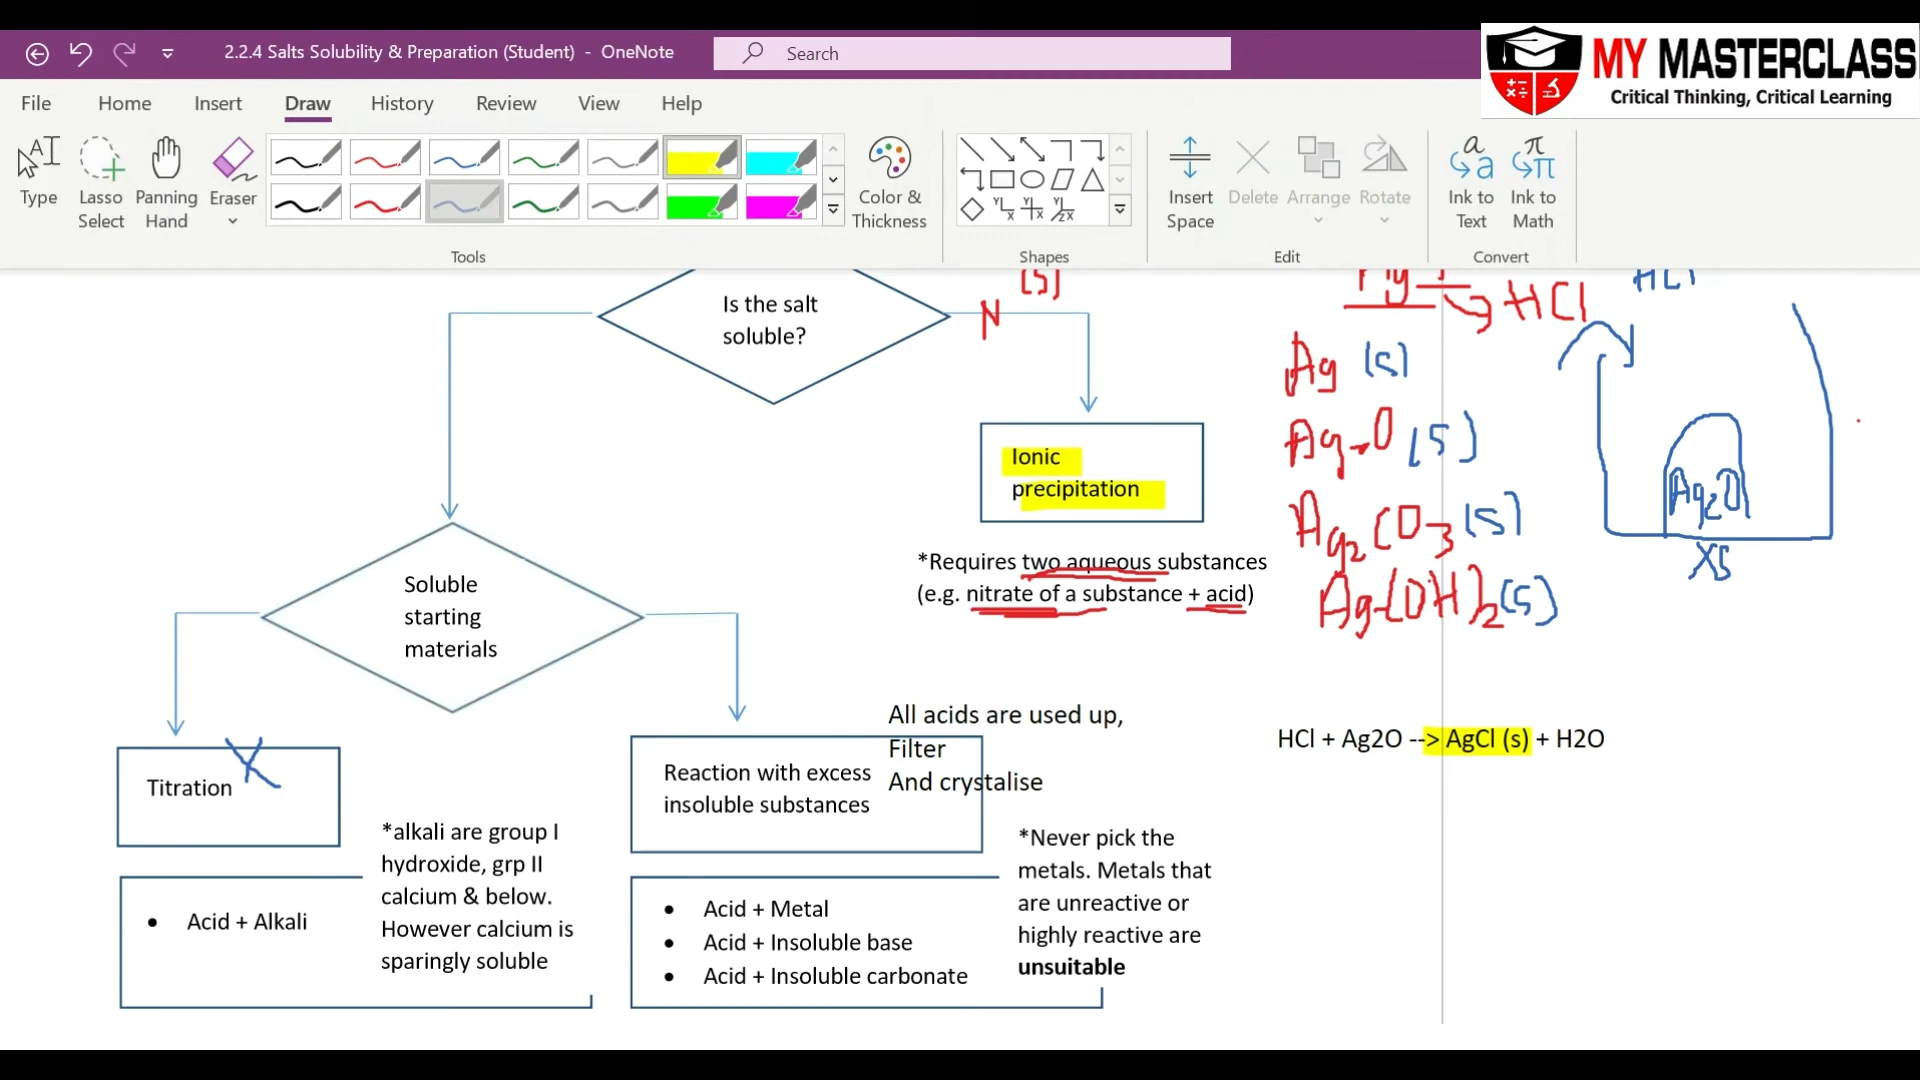 2.2.4 Salts Solubility & Preparation (Student) - OneNote
Search
MY MASTERCLASS
Critical Thinking, Critical Learning
File Home Insert Draw History Review View Help
Type
Lasso Select
Panning Hand
Eraser
Color & Thickness
Insert Space
Delete
Arrange
Rotate
Ink to Text
Ink to Math
Tools
Shapes
Edit
Convert
Is the salt
soluble?
N
(s)
HCl
HCl
Ag (s)
Ag2O (s)
Ag2CO3 (s)
Ag(OH)2 (s)
Ag2O
XS
Ionic
precipitation
*Requires two aqueous substances
(e.g. nitrate of a substance + acid)
Soluble
starting
materials
All acids are used up,
Filter
And crystalise
HCl + Ag2O --> AgCl (s) + H2O
Titration
X
Reaction with excess
insoluble substances
*alkali are group I
hydroxide, grp II
calcium & below.
However calcium is
sparingly soluble
*Never pick the
metals. Metals that
are unreactive or
highly reactive are
unsuitable
• Acid + Alkali
• Acid + Metal
• Acid + Insoluble base
• Acid + Insoluble carbonate